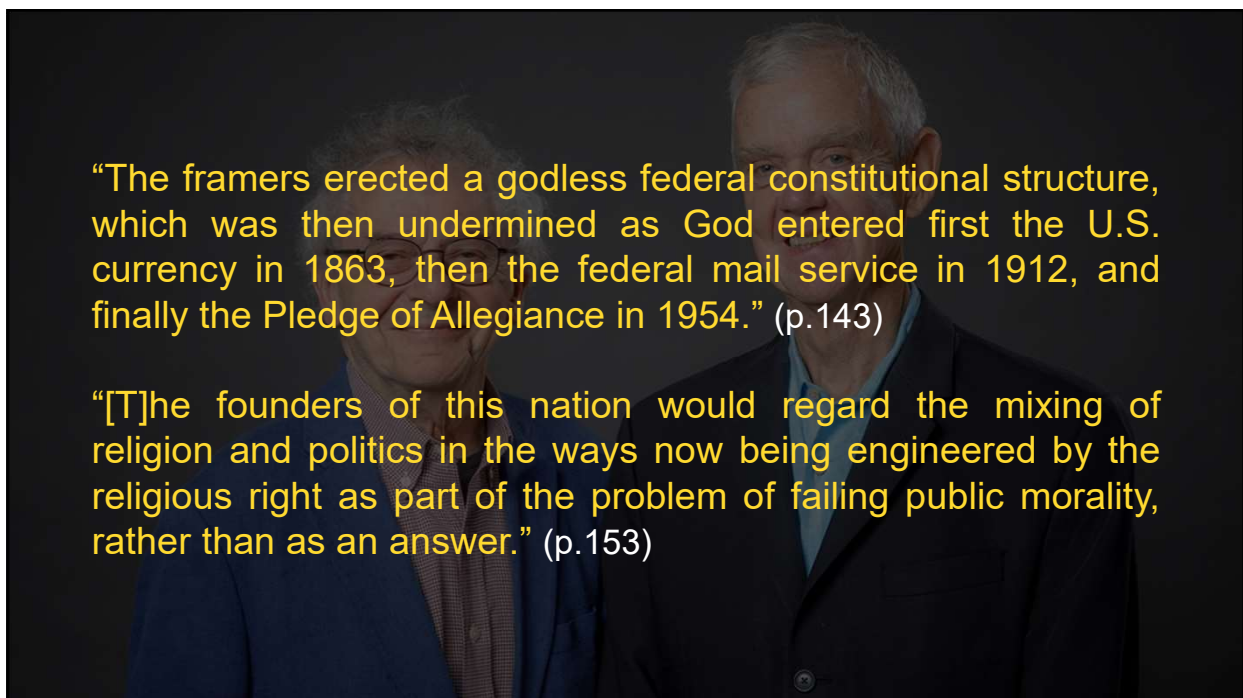 “The framers erected a godless federal constitutional structure,
which was then undermined as God entered first the U.S.
currency in 1863, then the federal mail service in 1912, and
finally the Pledge of Allegiance in 1954.” (p.143)
“[T]he founders of this nation would regard the mixing of
religion and politics in the ways now being engineered by the
religious right as part of the problem of failing public morality,
rather than as an answer.” (p.153)